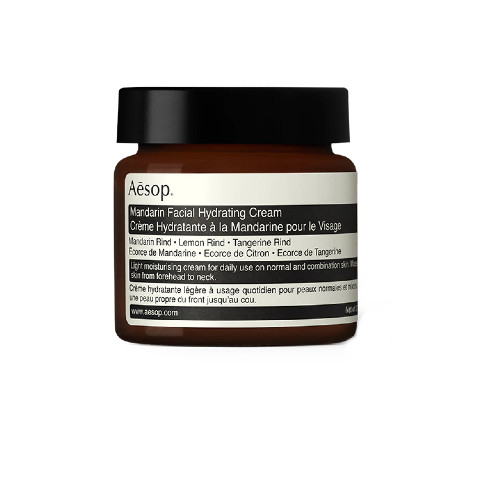 Aēsop.
Mandarin Facial Hydrating Cream
Crème Hydratante à la Mandarine pour le Visage
Mandarin Rind • Lemon Rind • Tangerine Rind
Ecorce de Mandarine • Ecorce de Citron • Ecorce de Tangerine
Light moisturising cream for daily use on normal and combination skin.
skin from forehead to neck.
Crème hydratante légère à usage quotidien pour peaux normales et
une peau propre du front jusqu'au cou.
www.aesop.com